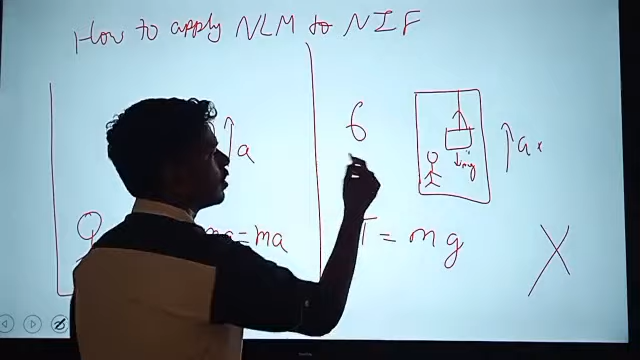 How to apply NLM to NIF
a
6
mg
a
= ma
T = mg